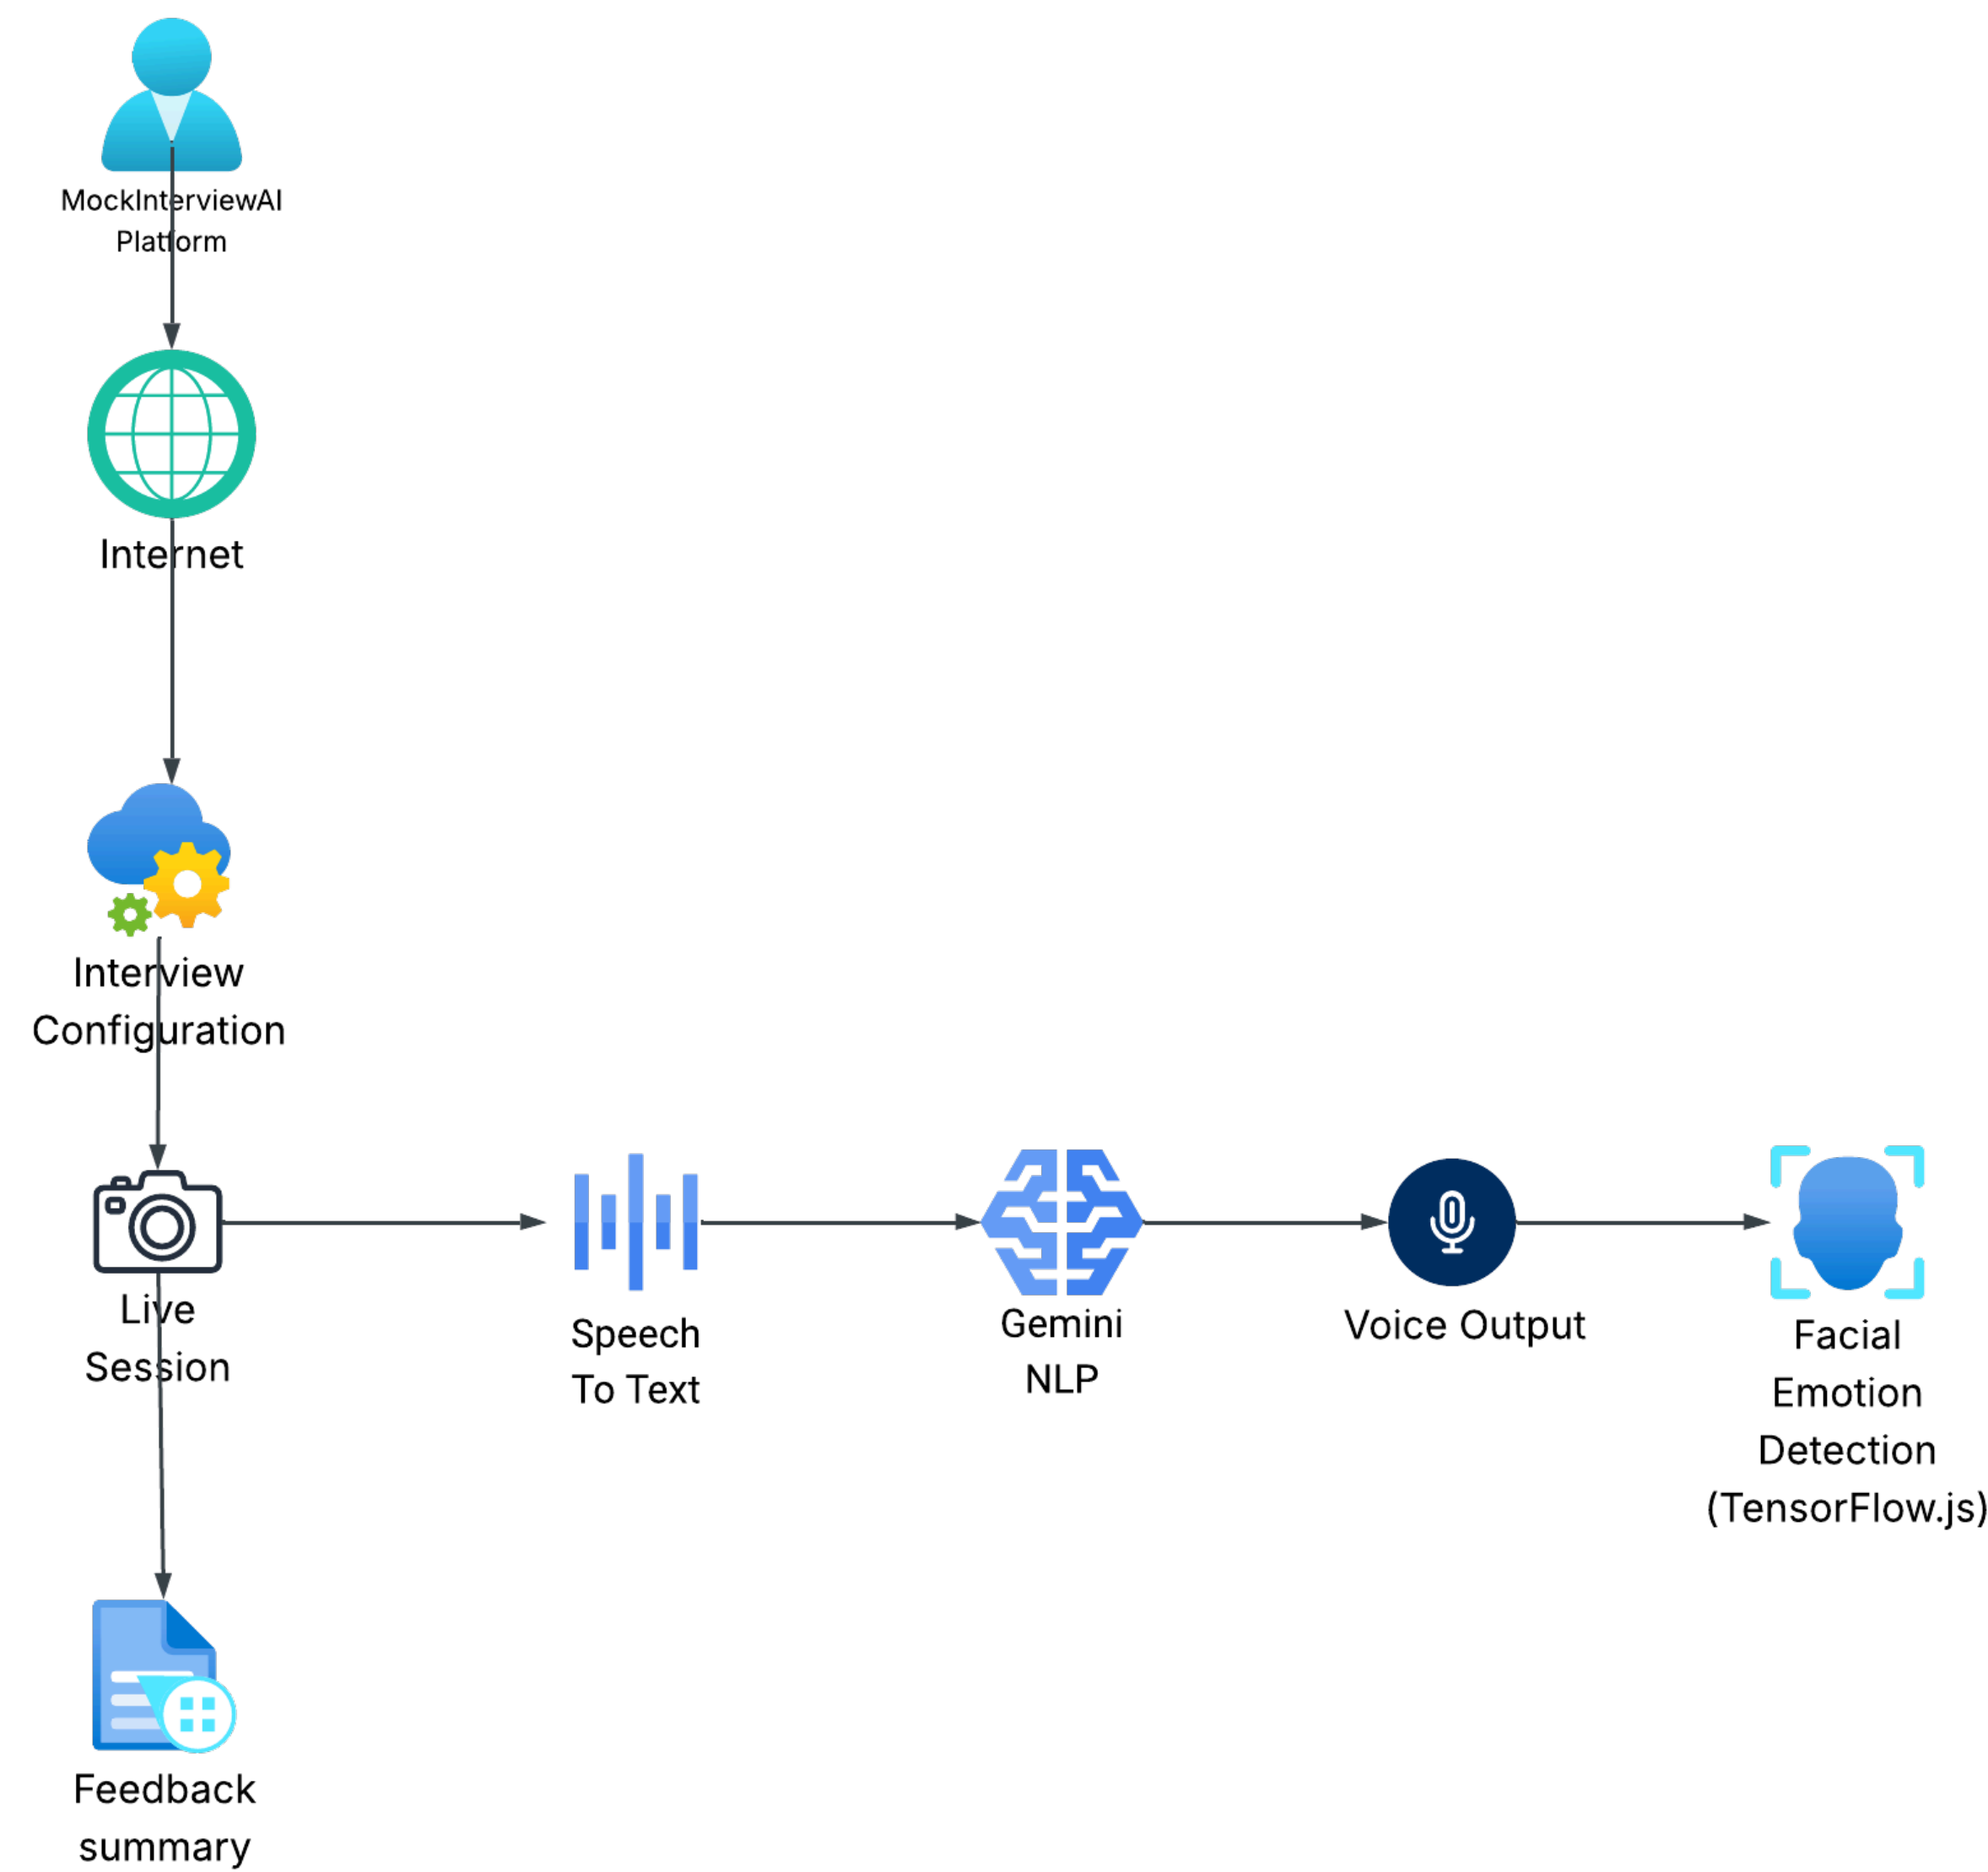 MockInterviewAI
Platform
Internet
Interview
Configuration
Live
Session
Speech
To Text
Gemini
NLP
Voice Output
Facial
Emotion
Detection
(TensorFlow.js)
Feedback
summary